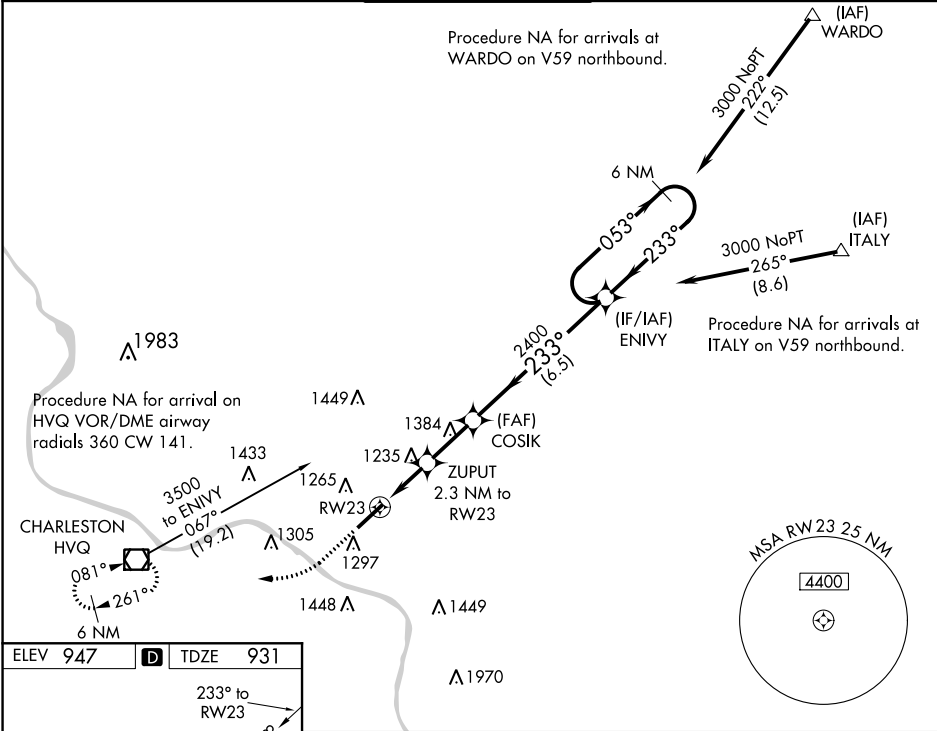 (IAF)
WARDO
Procedure NA for arrivals at
WARDO on V59 northbound.
3000 NoPT
222°
(12.5)
6 NM
053°
233°
(IAF)
ITALY
3000 NoPT
265°
(8.6)
(IF/IAF)
ENIVY
Procedure NA for arrivals at
ITALY on V59 northbound.
2400
233°
(6.5)
1983
Procedure NA for arrival on
HVQ VOR/DME airway
radials 360 CW 141.
1449
1384
(FAF)
COSIK
1235
1433
ZUPUT
2.3 NM to
RW23
1265
RW23
3500
to ENIVY
067°
(19.2)
CHARLESTON
HVQ
1305
1297
081°
261°
6 NM
1448
1449
1970
MSA RW23 25 NM
4400
ELEV 947 D TDZE 931
233° to
RW23